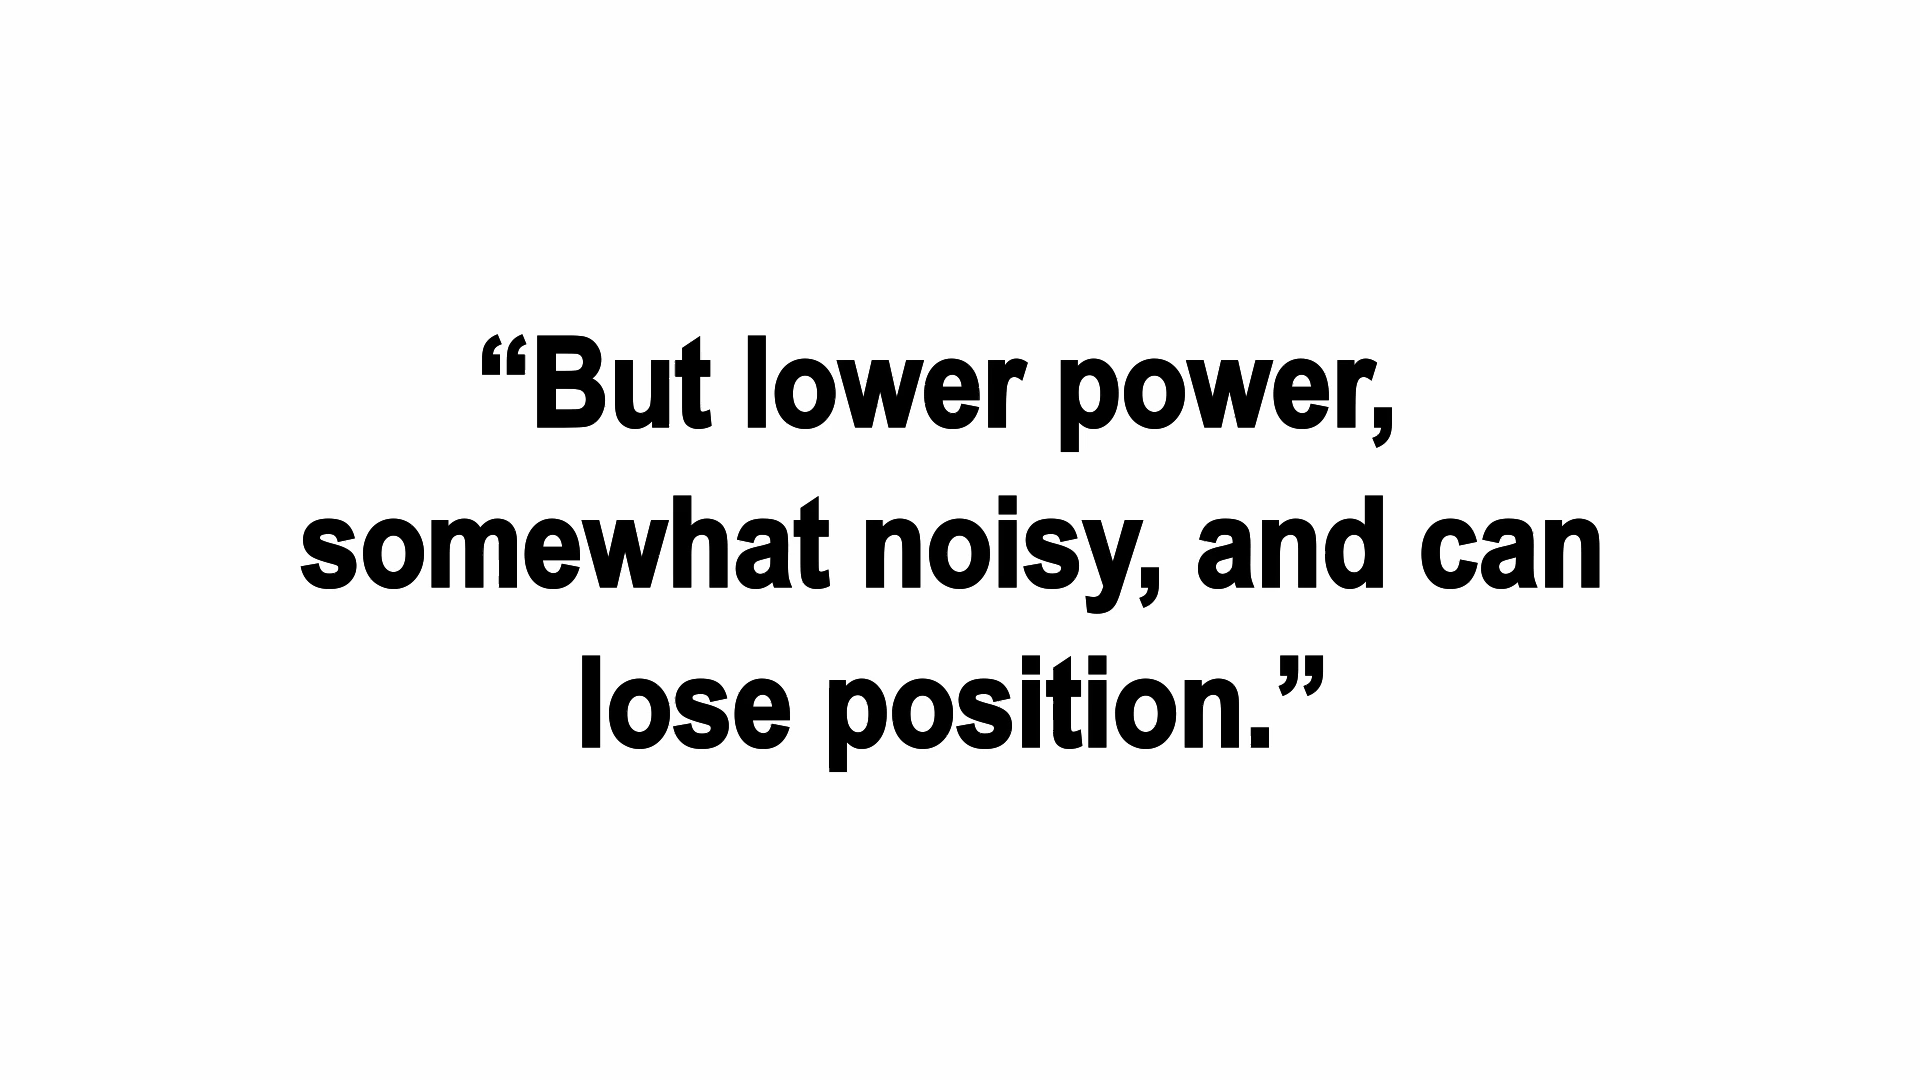 “But lower power,
somewhat noisy, and can
lose position.”